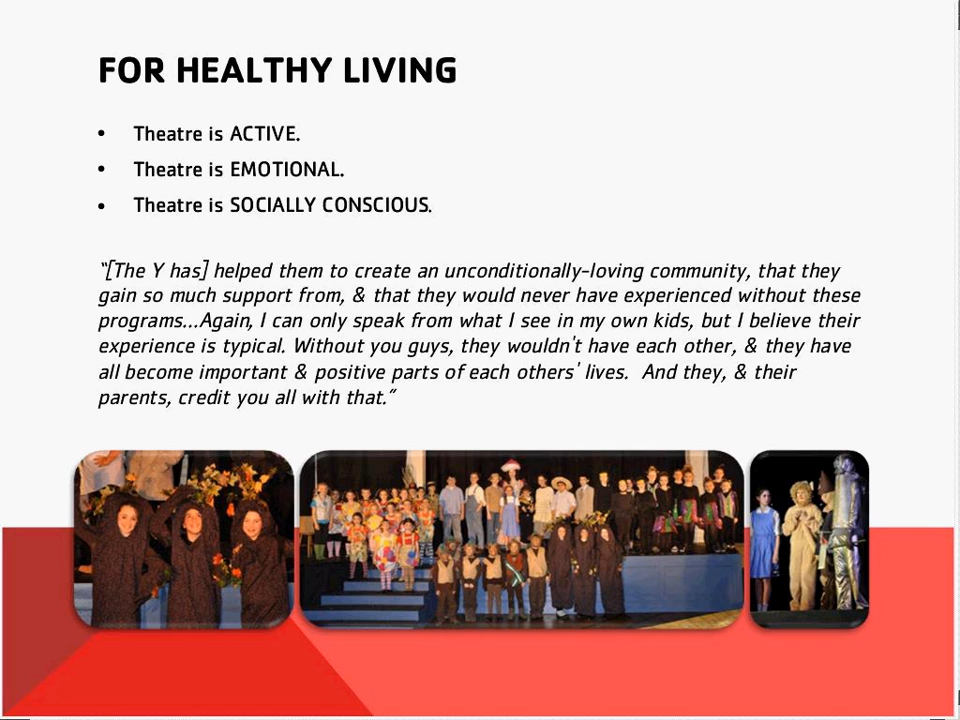 FOR HEALTHY LIVING
• Theatre is ACTIVE.
• Theatre is EMOTIONAL.
• Theatre is SOCIALLY CONSCIOUS.
“[The Y has] helped them to create an unconditionally-loving community, that they
gain so much support from, & that they would never have experienced without these
programs...Again, I can only speak from what I see in my own kids, but I believe their
experience is typical. Without you guys, they wouldn't have each other, & they have
all become important & positive parts of each others' lives.  And they, & their
parents, credit you all with that.”